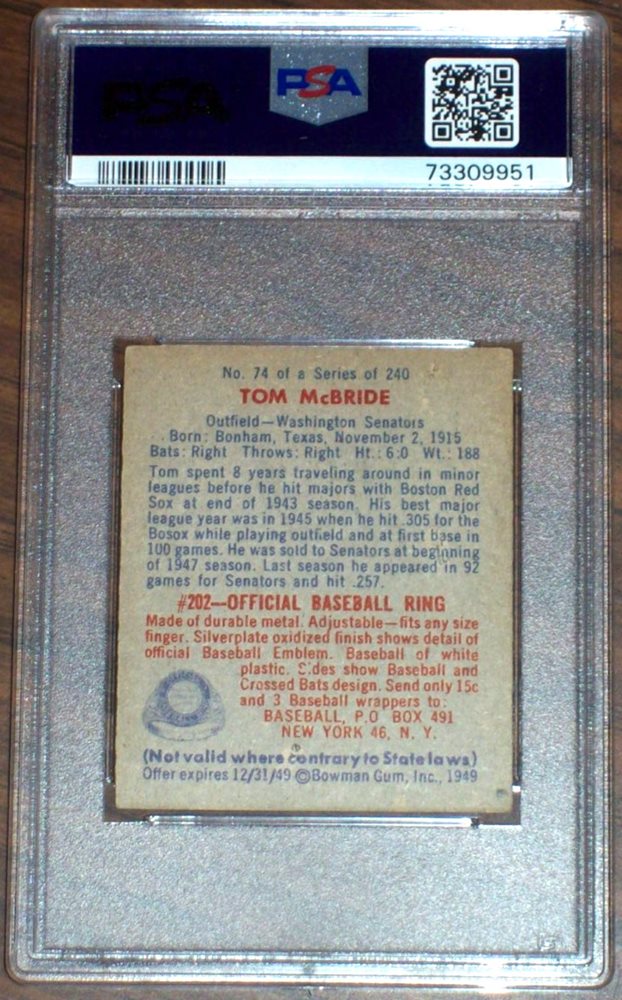 PSA
PSA
73309951
No. 74 of a Series of 240
TOM McBRIDE
Outfield—Washington Senators
Born: Bonham, Texas, November 2, 1915
Bats: Right Throws: Right Ht.: 6:0 Wt.: 188
Tom spent 8 years traveling around in minor
leagues before he hit majors with Boston Red
Sox at end of 1943 season. His best major
league year was in 1945 when he hit .305 for the
Bosox while playing outfield and at first base in
100 games. He was sold to Senators at beginning
of 1947 season. Last season he appeared in 92
games for Senators and hit .257.
#202—OFFICIAL BASEBALL RING
Made of durable metal. Adjustable—fits any size
finger. Silverplate oxidized finish shows detail of
official Baseball Emblem. Baseball of white
plastic. Sides show Baseball and
Crossed Bats design. Send only 15c
and 3 Baseball wrappers to:
BASEBALL, P.O BOX 491
NEW YORK 46, N. Y.
(Not valid where contrary to State laws)
Offer expires 12/31/49 ©Bowman Gum, Inc., 1949